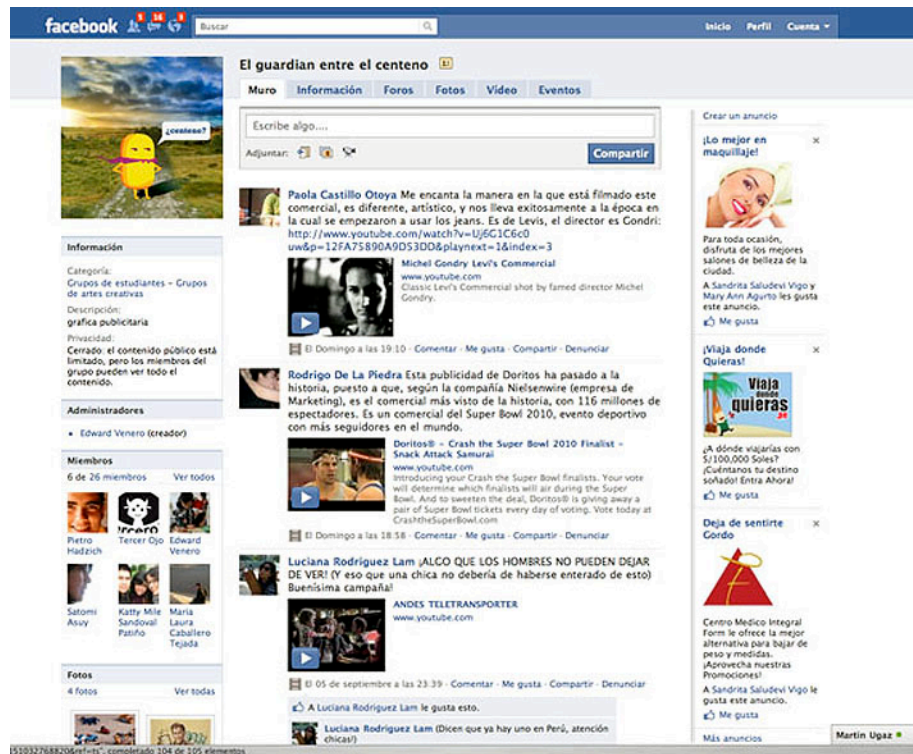 facebook 5 16 3 Buscar Inicio Perfil Cuenta
El guardian entre el centeno
Muro Información Foros Fotos Video Eventos
¿centeno?
Escribe algo....
Adjuntar: Compartir
Información
Categoría:
Grupos de estudiantes - Grupos
de artes creativas
Descripción:
grafica publicitaria
Privacidad:
Cerrado: el contenido público está
limitado, pero los miembros del
grupo pueden ver todo el
contenido.
Administradores
• Edward Venero (creador)
Miembros
6 de 26 miembros Ver todos
Pietro
Hadzich
Tercer Ojo
Edward
Venero
Satomi
Asuy
Katty Mile
Sandoval
Patiño
Maria
Laura
Caballero
Tejada
Fotos
4 fotos Ver todas
Paola Castillo Otoya Me encanta la manera en la que está filmado este
comercial, es diferente, artístico, y nos lleva exitosamente a la época en
la cual se empezaron a usar los jeans. Es de Levis, el director es Gondri:
http://www.youtube.com/watch?v=Uj6G1C6c0
uw&p=12FA75890A9D53DD&playnext=1&index=3
Michel Gondry Levi's Commercial
www.youtube.com
Classic Levi's Commercial shot by famed director Michel
Gondry.
El Domingo a las 19:10 · Comentar · Me gusta · Compartir · Denunciar
Rodrigo De La Piedra Esta publicidad de Doritos ha pasado a la
historia, puesto a que, según la compañía Nielsenwire (empresa de
Marketing), es el comercial más visto de la historia, con 116 millones de
espectadores. Es un comercial del Super Bowl 2010, evento deportivo
con más seguidores en el mundo.
Doritos® - Crash the Super Bowl 2010 Finalist -
Snack Attack Samurai
www.youtube.com
Introducing your Crash the Super Bowl finalists. Your vote
will determine which finalists will air during the Super
Bowl. And to sweeten the deal, Doritos® is giving away a
pair of Super Bowl tickets every day of voting. Vote today at
CrashtheSuperBowl.com
El Domingo a las 18:58 · Comentar · Me gusta · Compartir · Denunciar
Luciana Rodriguez Lam ¡ALGO QUE LOS HOMBRES NO PUEDEN DEJAR
DE VER! (Y eso que una chica no debería de haberse enterado de esto)
Buenísima campaña!
ANDES TELETRANSPORTER
www.youtube.com
El 05 de septiembre a las 23:39 · Comentar · Me gusta · Compartir · Denunciar
A Luciana Rodriguez Lam le gusta esto.
Luciana Rodriguez Lam (Dicen que ya hay uno en Perú, atención
chicas!)
Crear un anuncio
¡Lo mejor en
maquillaje!
Para toda ocasión,
disfruta de los mejores
salones de belleza de la
ciudad.
A Sandrita Saludevi Vigo y
Mary Ann Agurto les gusta
este anuncio.
Me gusta
¡Viaja donde
Quieras!
Viaja
donde
quieras
¿A dónde viajarías con
S/100,000 Soles?
¡Cuéntanos tu destino
soñado! Entra Ahora!
Me gusta
Deja de sentirte
Gordo
Centro Medico Integral
Form le ofrece la mejor
alternativa para bajar de
peso y medidas.
¡Aprovecha nuestras
Promociones!
A Sandrita Saludevi Vigo le
gusta este anuncio.
Me gusta
Más anuncios
Martin Ugaz
51032768820&ref=ts", completado 104 de 105 elementos